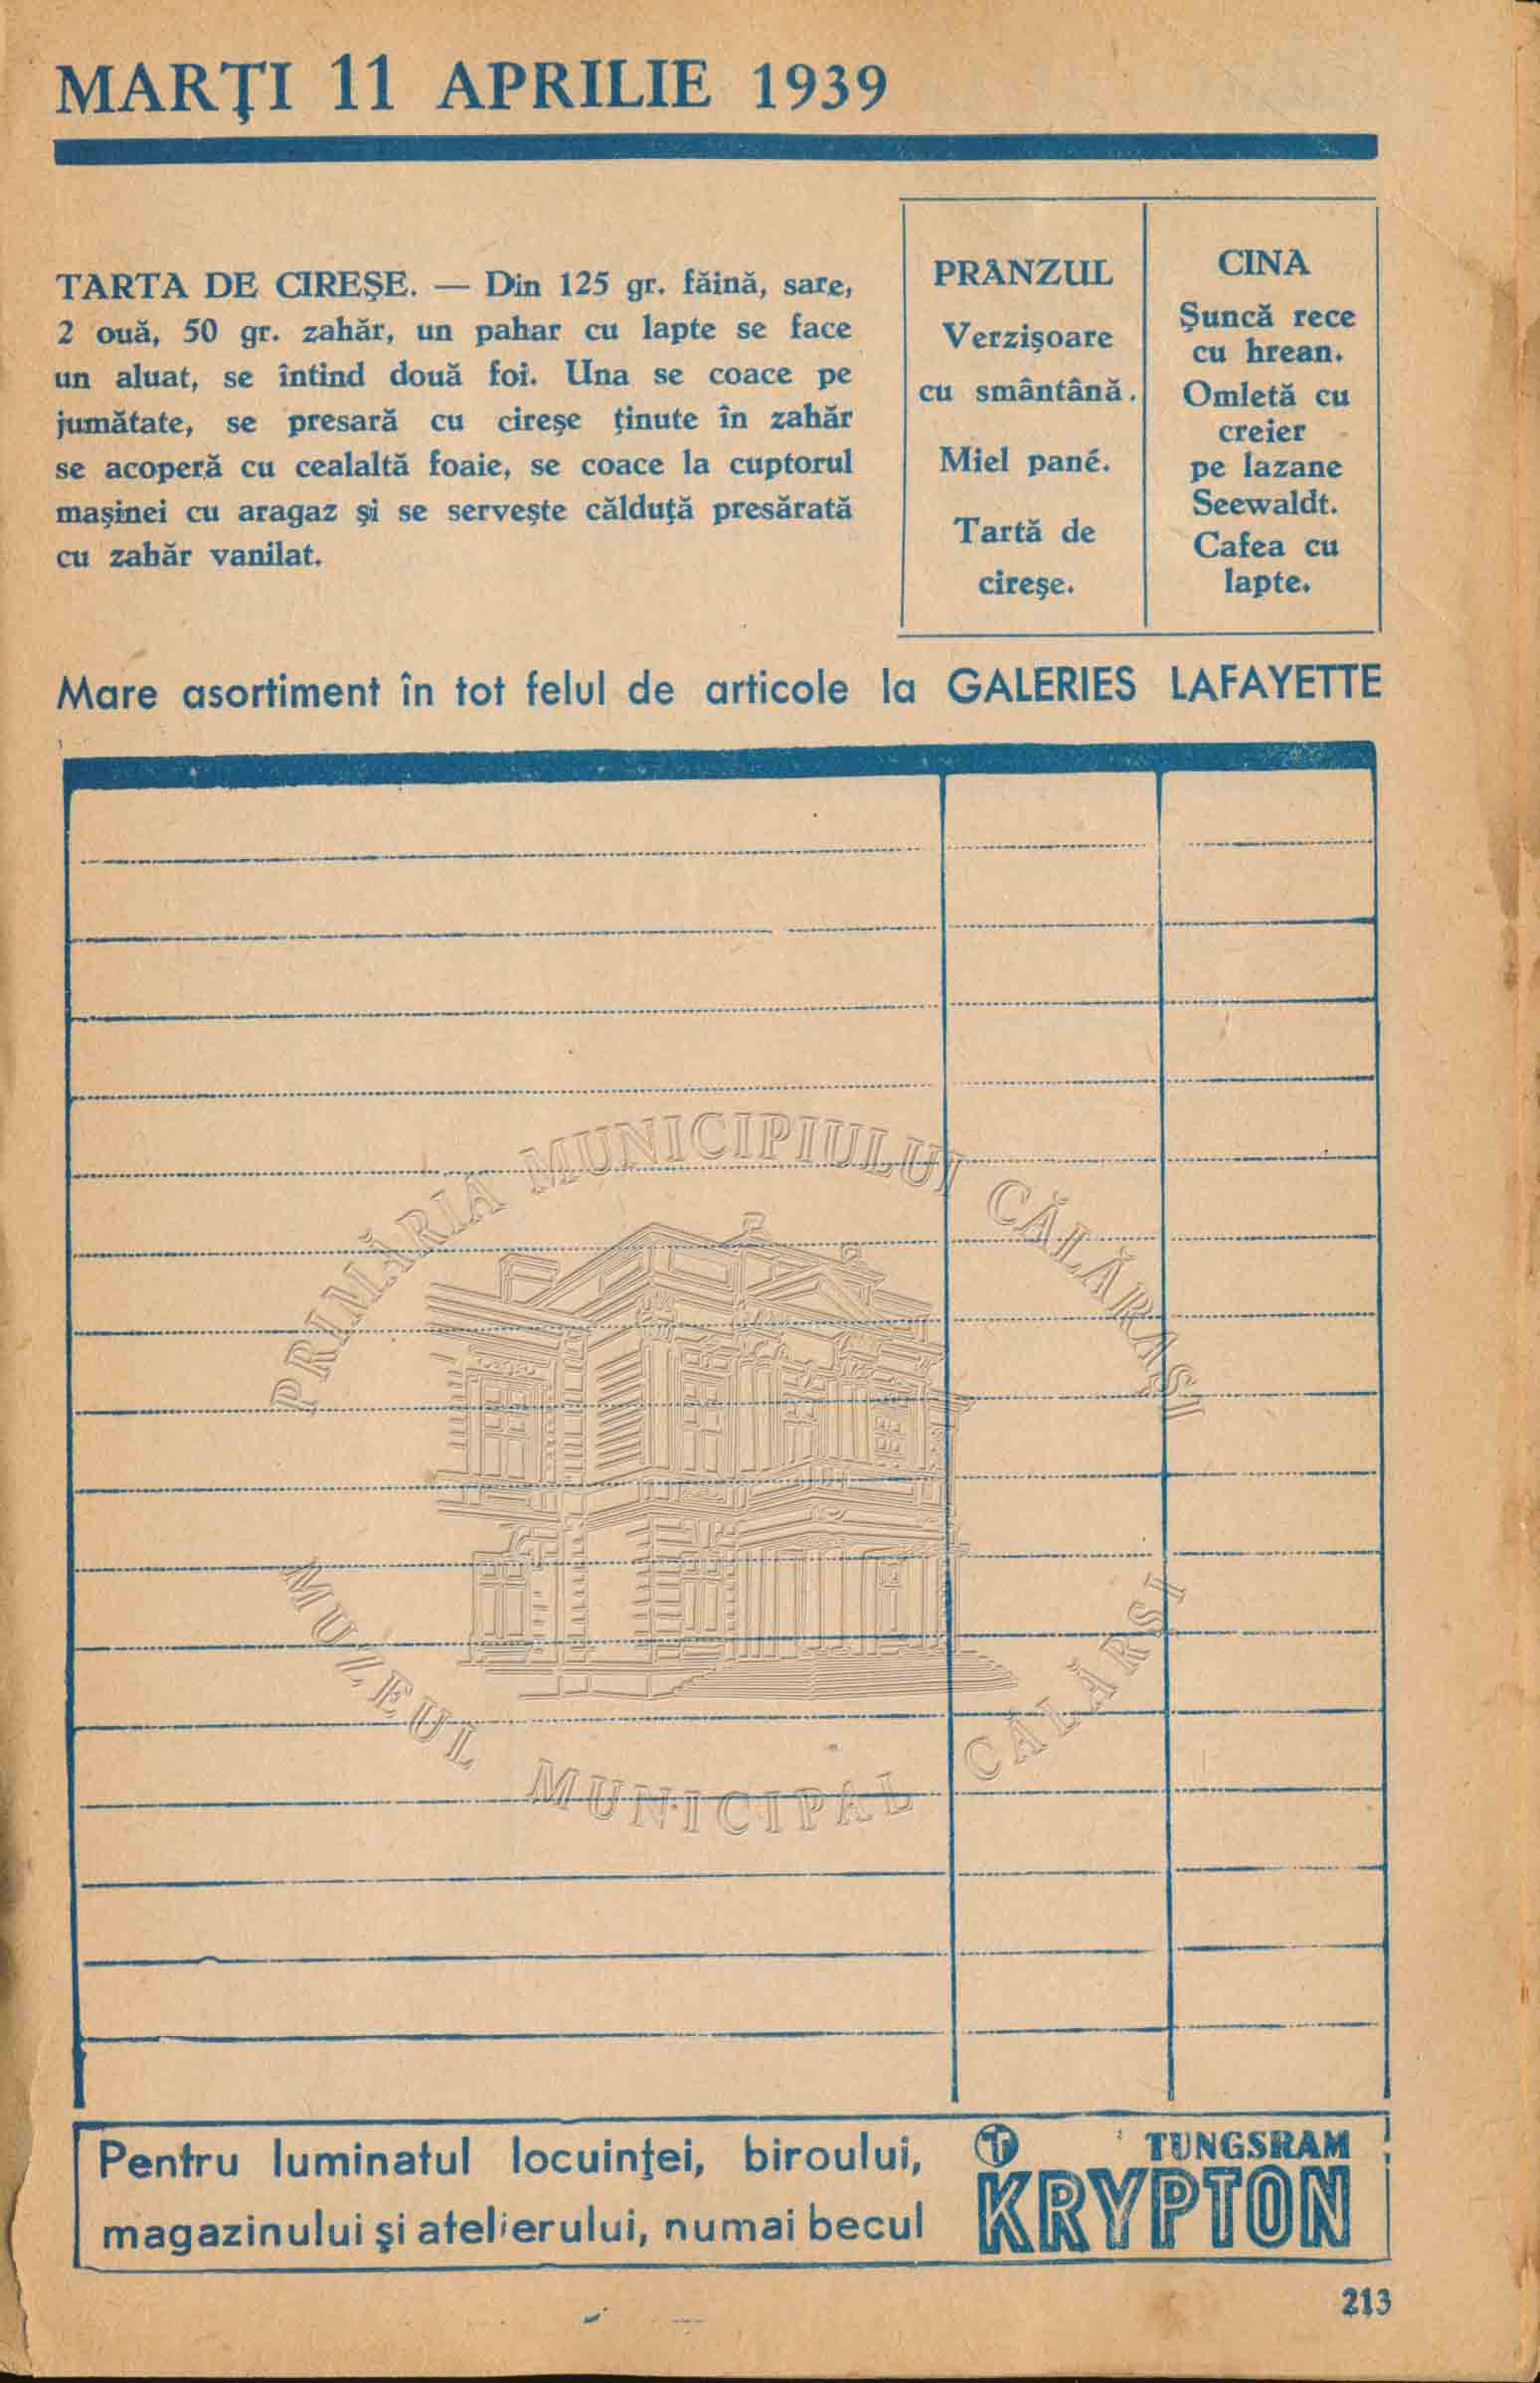 MARŢI 11 APRILIE 1939
TARTA DE CIREŞE. — Din 125 gr. făină, sare,
2 ouă, 50 gr. zahăr, un pahar cu lapte se face
un aluat, se întind două foi. Una se coace pe
jumătate, se presară cu cireşe ţinute în zahăr
se acoperă cu cealaltă foaie, se coace la cuptorul
maşinei cu aragaz şi se serveşte călduţă presărată
cu zahăr vanilat.
PRÂNZUL
Verzişoare
cu smântână.
Miel pané.
Tartă de
cireşe.
CINA
Şuncă rece
cu hrean.
Omletă cu
creier
pe lazane
Seewaldt.
Cafea cu
lapte.
Mare asortiment în tot felul de articole la GALERIES LAFAYETTE
PRIMĂRIA MUNICIPIULUI CĂLĂRAȘI
MUZEUL MUNICIPAL CĂLĂRSI
Pentru luminatul locuinţei, biroului,
magazinului şi atelierului, numai becul
T TUNGSRAM
KRYPTON
213